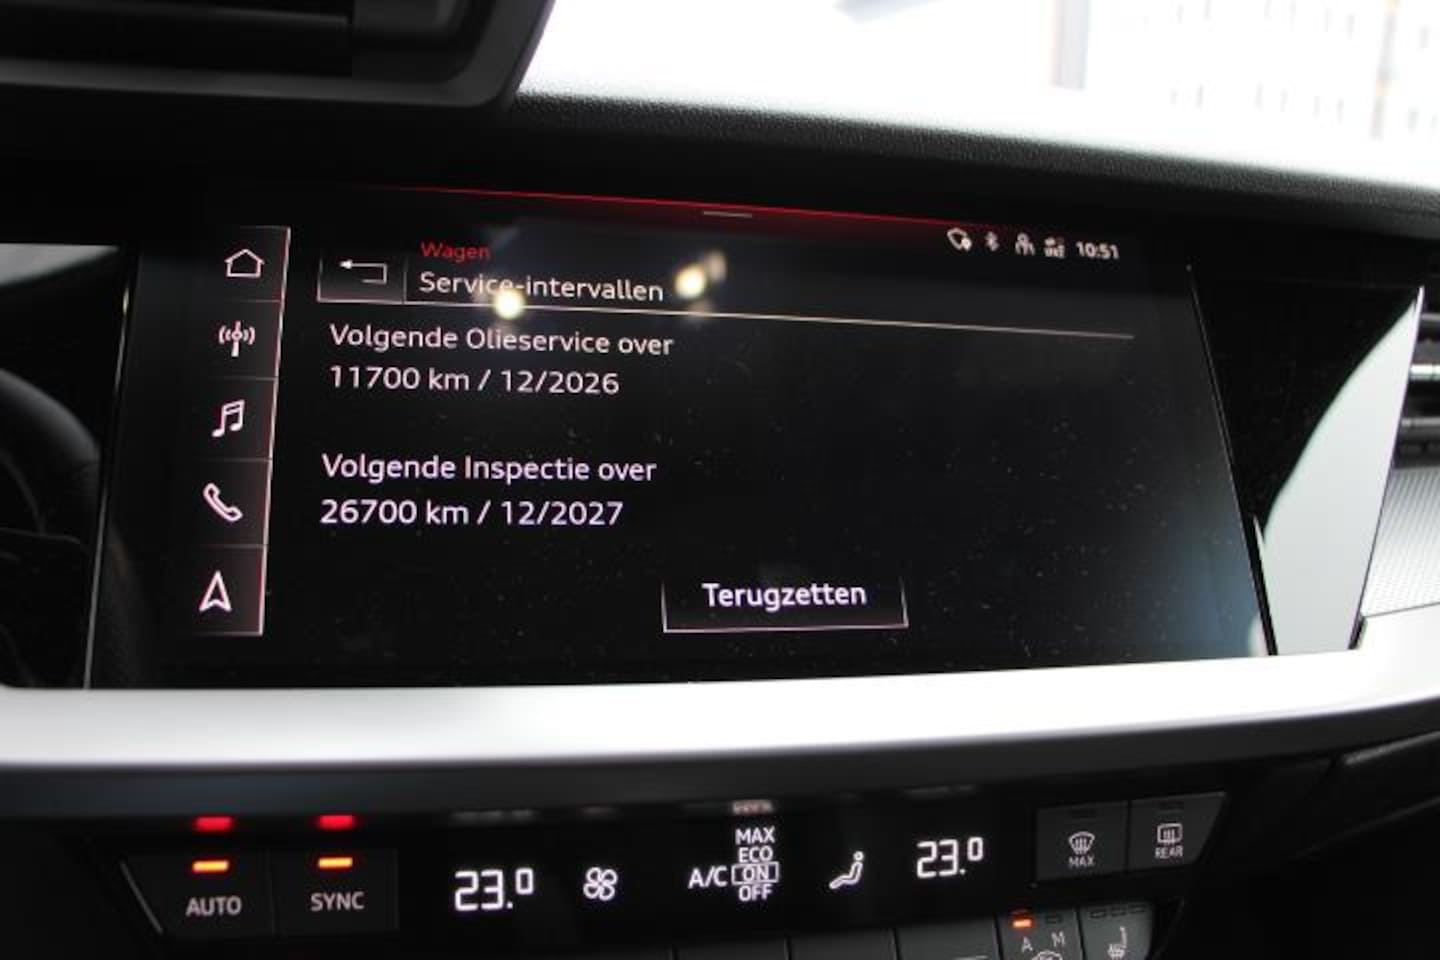 Wagen
Service-intervallen
10:51
Volgende Olieservice over
11700 km / 12/2026
Volgende Inspectie over
26700 km / 12/2027
Terugzetten
AUTO
SYNC
23.0
A/C
MAX
ECO
ON
OFF
23.0
MAX
REAR
A M